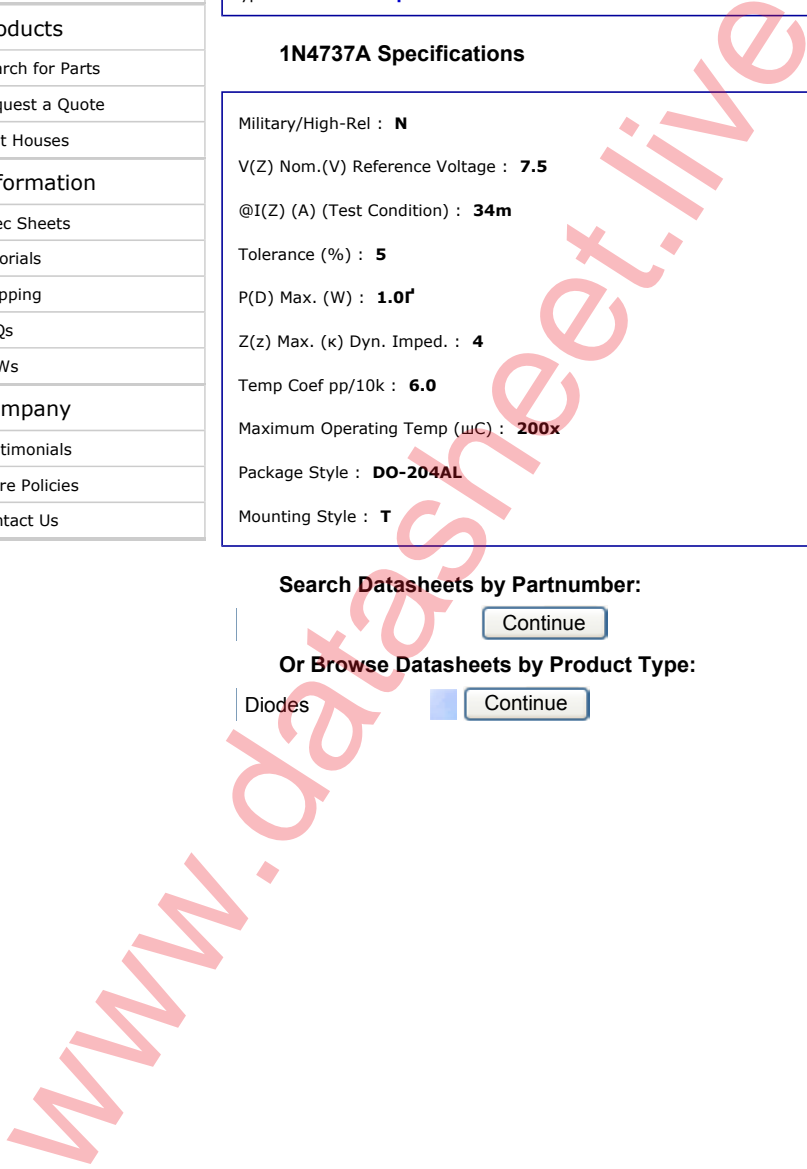 oducts
rch for Parts
quest a Quote
t Houses
formation
ec Sheets
orials
pping
Qs
Ws
mpany
timonials
re Policies
ntact Us
1N4737A Specifications
Military/High-Rel : N
V(Z) Nom.(V) Reference Voltage : 7.5
@I(Z) (A) (Test Condition) : 34m
Tolerance (%) : 5
P(D) Max. (W) : 1.0Ґ
Z(z) Max. (κ) Dyn. Imped. : 4
Temp Coef pp/10k : 6.0
Maximum Operating Temp (шC) : 200x
Package Style : DO-204AL
Mounting Style : T
Search Datasheets by Partnumber:
Continue
Or Browse Datasheets by Product Type:
Diodes Continue
www.datasheet.live